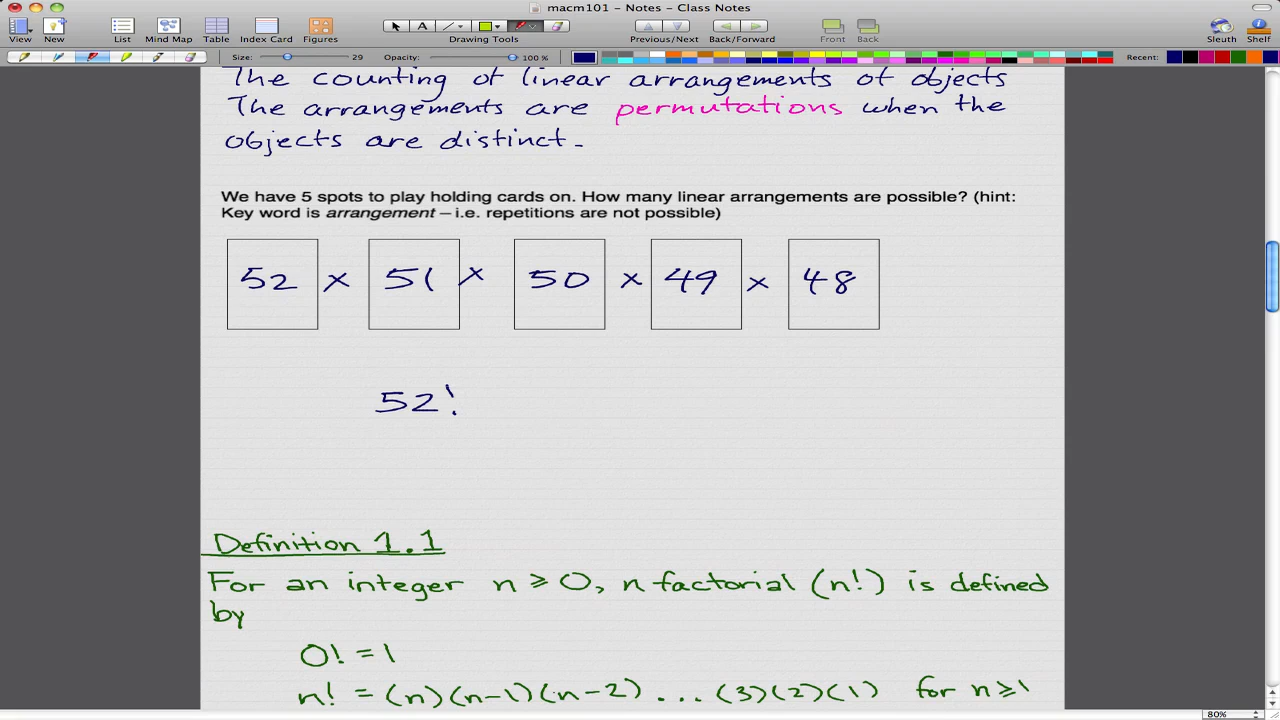 macm101 - Notes - Class Notes
View New List Mind Map Table Index Card Figures Drawing Tools Previous/Next Back/Forward Front Back Sleuth Shelf
Size: 29 Opacity: 100 % Recent:
The counting of linear arrangements of objects
The arrangements are permutations when the
objects are distinct.
We have 5 spots to play holding cards on. How many linear arrangements are possible? (hint:
Key word is arrangement – i.e. repetitions are not possible)
52 × 51 × 50 × 49 × 48
52!
Definition 1.1
For an integer n ≥ 0, n factorial (n!) is defined
by
0! = 1
n! = (n)(n-1)(n-2) ... (3)(2)(1) for n ≥ 1
80%